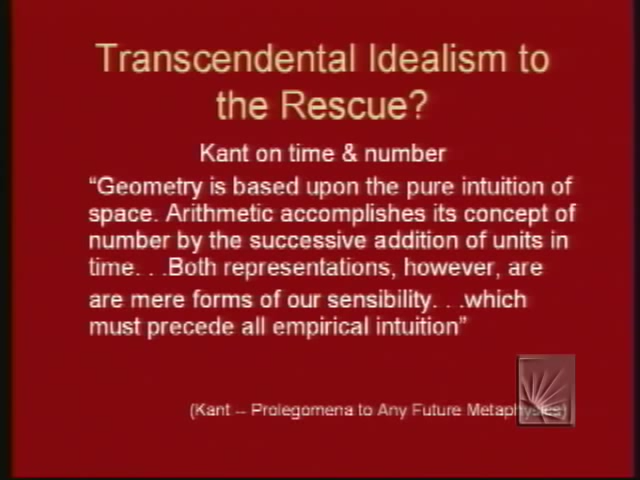 Transcendental Idealism to
the Rescue?
Kant on time & number
“Geometry is based upon the pure intuition of
space. Arithmetic accomplishes its concept of
number by the successive addition of units in
time. . .Both representations, however, are
are mere forms of our sensibility. . .which
must precede all empirical intuition”
(Kant -- Prolegomena to Any Future Metaphysics)